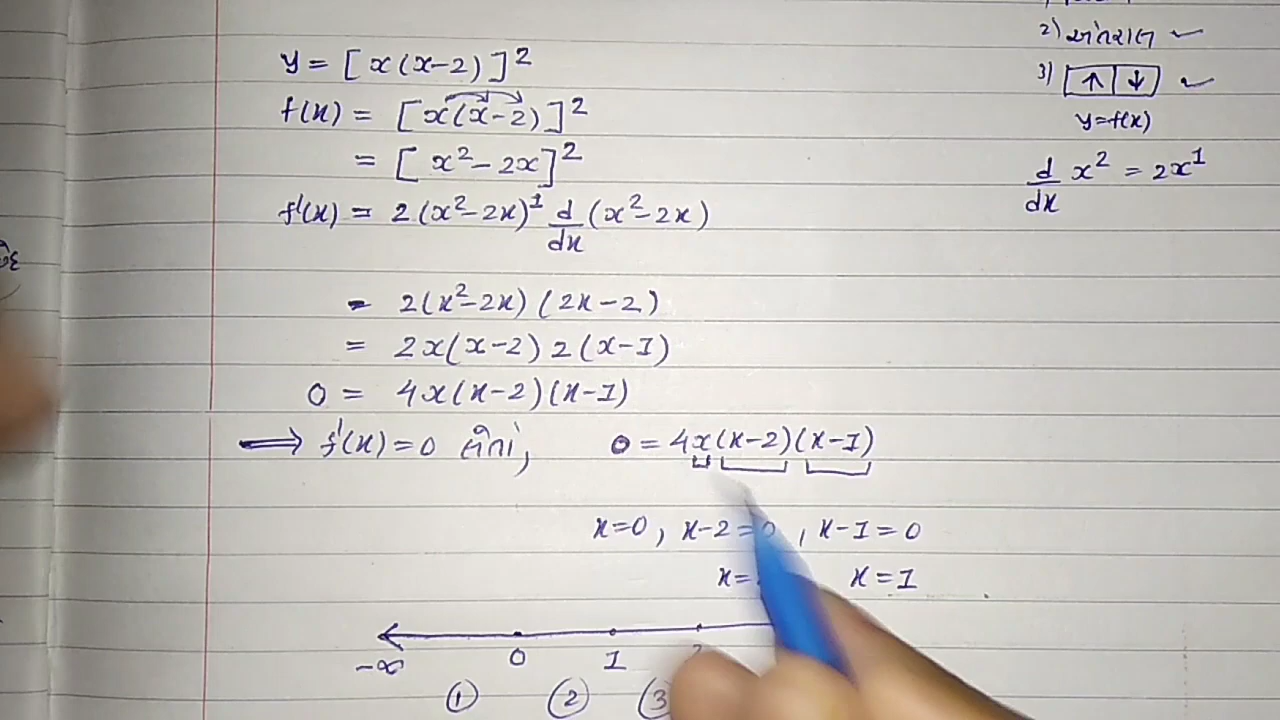 y = [x(x-2)]²
f(x) = [x(x-2)]²
= [x²-2x]²
f'(x) = 2(x²-2x)¹ d/dx (x²-2x)
= 2(x²-2x)(2x-2)
= 2x(x-2) 2(x-1)
0 = 4x(x-2)(x-1)
⟹ f'(x)=0 લેતાં, 0 = 4x(x-2)(x-1)
x=0, x-2=0, x-1=0
x= x=1
-∞ 0 1 2
① ② ③
2) સંતરાલ ✓
3) ↑ ↓ ✓
y=f(x)
d/dx x² = 2x¹